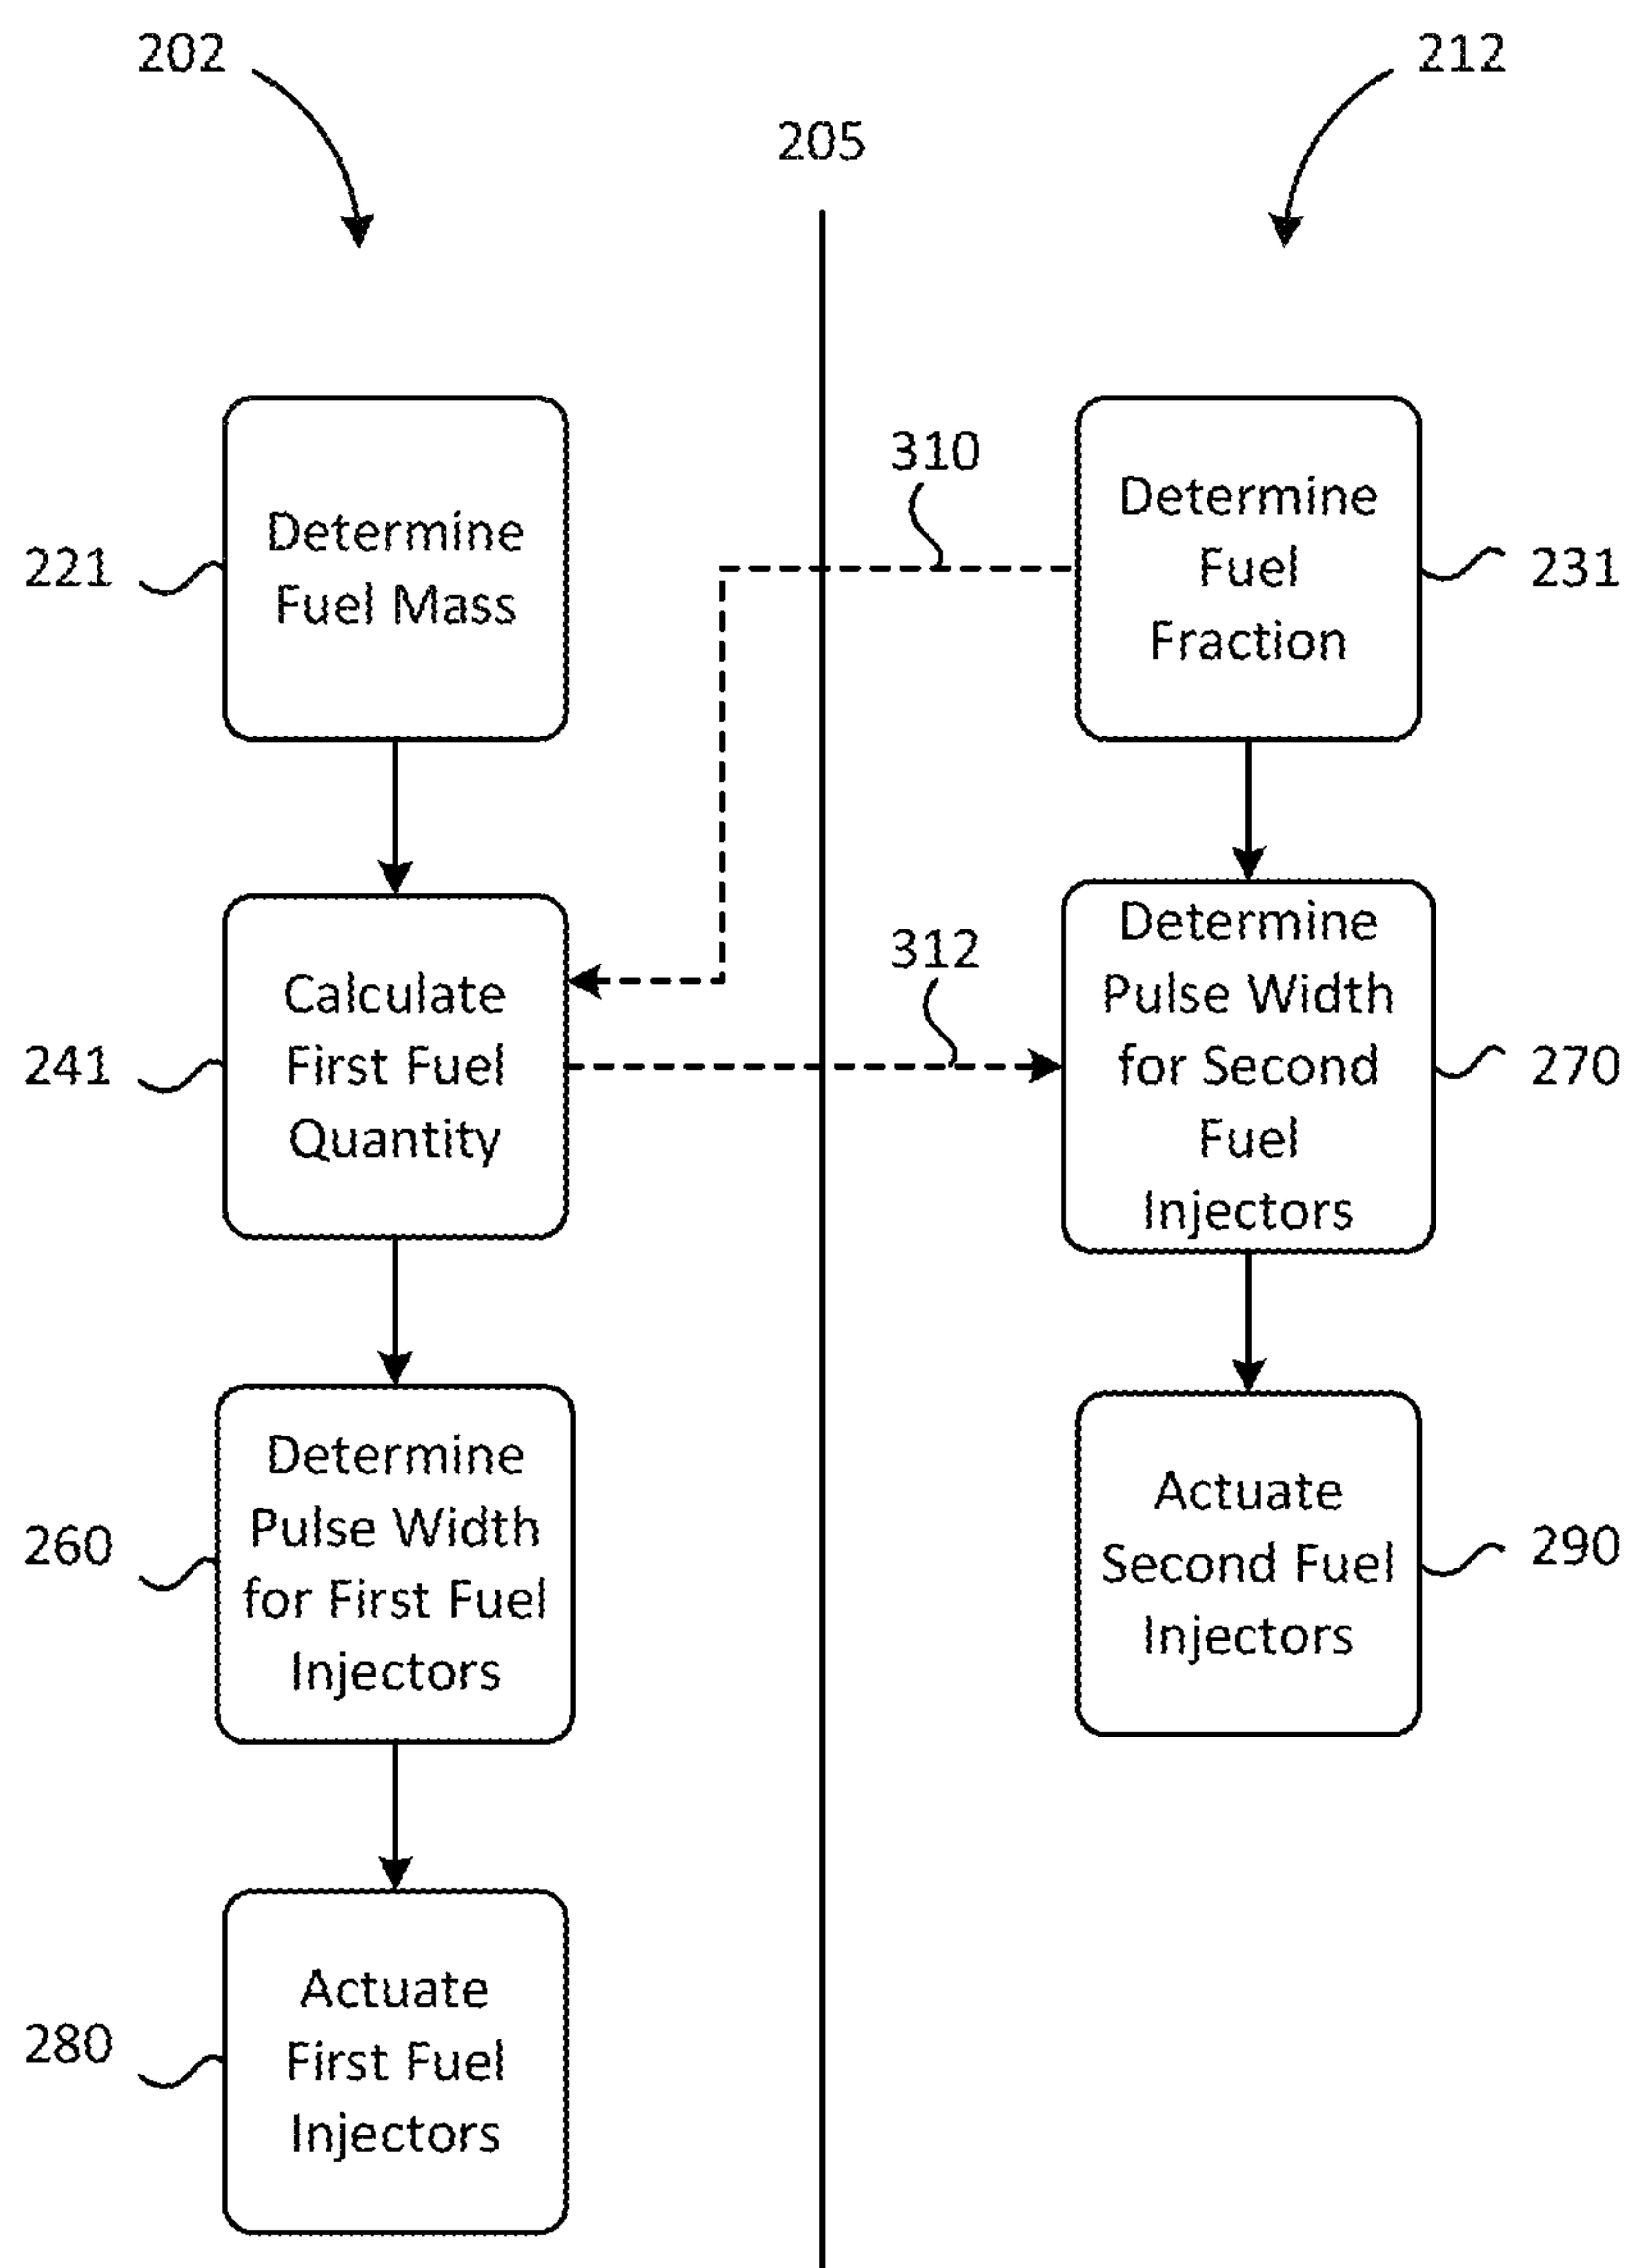 202
212
205
Determine
Fuel Mass
221
310
Determine
Fuel
Fraction
231
Calculate
First Fuel
Quantity
241
312
Determine
Pulse Width
for Second
Fuel
Injectors
270
Determine
Pulse Width
for First Fuel
Injectors
260
Actuate
Second Fuel
Injectors
290
Actuate
First Fuel
Injectors
280